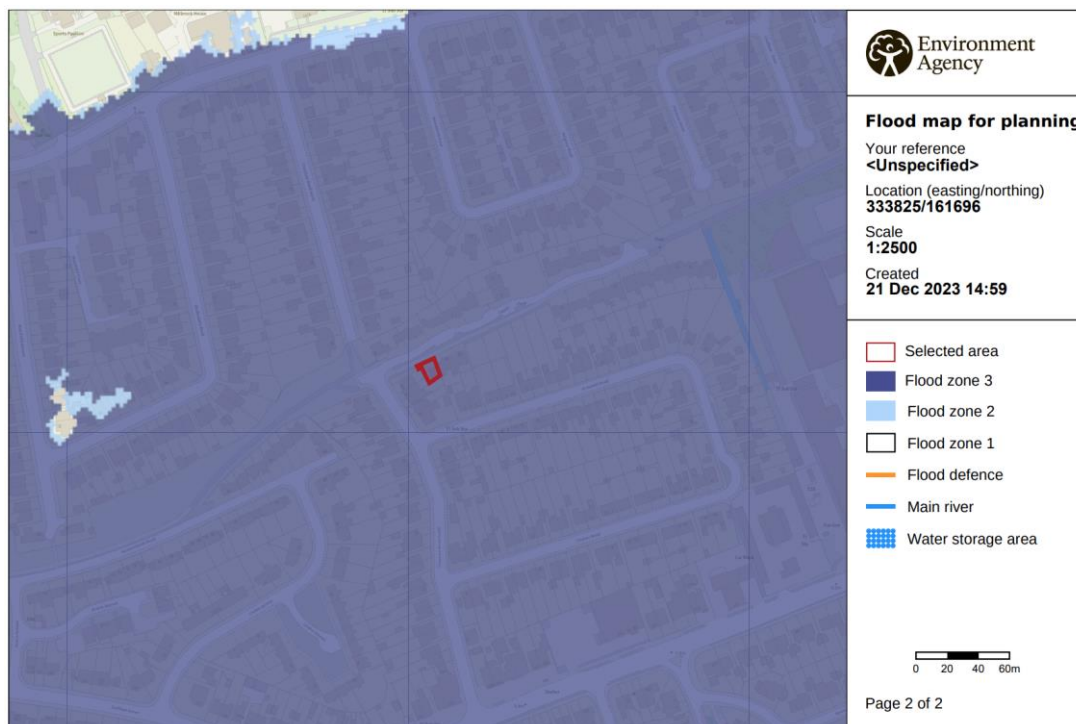 Environment
Agency
Flood map for planning
Your reference
<Unspecified>
Location (easting/northing)
333825/161696
Scale
1:2500
Created
21 Dec 2023 14:59
Selected area
Flood zone 3
Flood zone 2
Flood zone 1
Flood defence
Main river
Water storage area
0 20 40 60m
Page 2 of 2